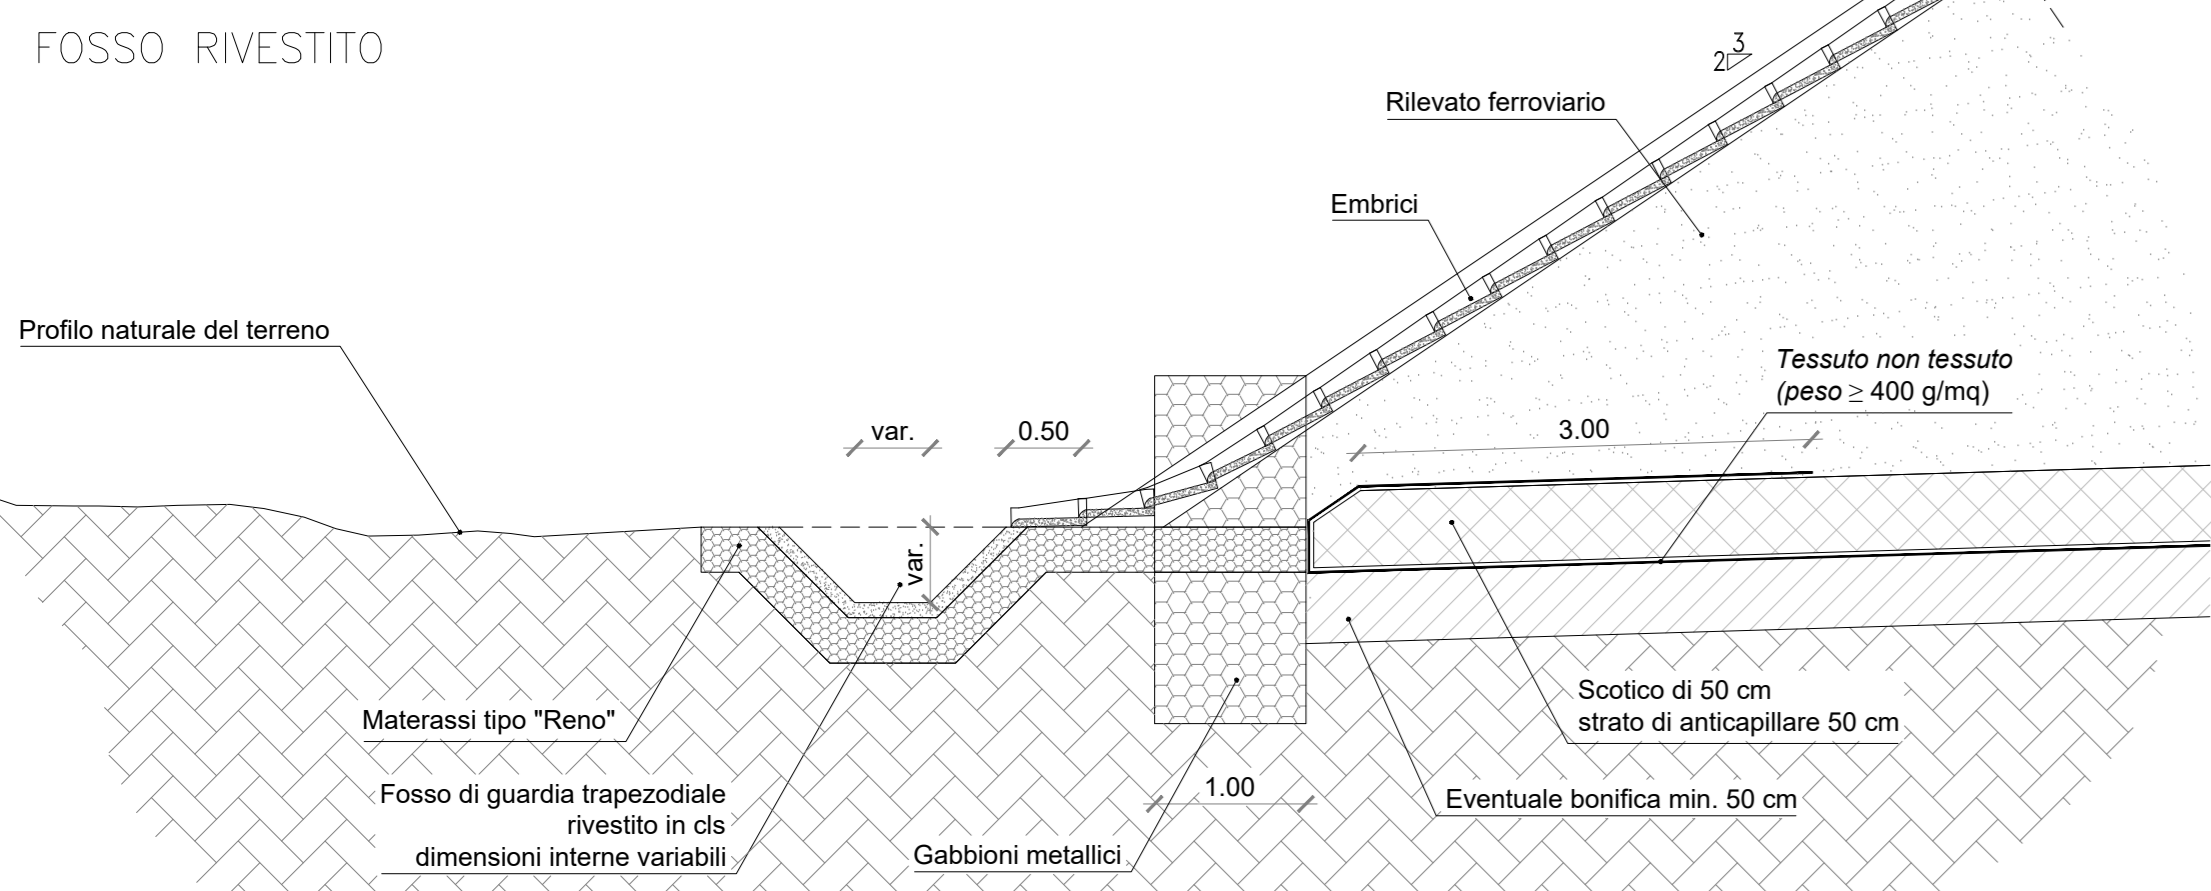 FOSSO RIVESTITO
3
2
Rilevato ferroviario
Embrici
Profilo naturale del terreno
Tessuto non tessuto
(peso ≥ 400 g/mq)
var.
0.50
3.00
var.
Materassi tipo "Reno"
Scotico di 50 cm
strato di anticapillare 50 cm
Fosso di guardia trapezodiale
rivestito in cls
dimensioni interne variabili
1.00
Eventuale bonifica min. 50 cm
Gabbioni metallici